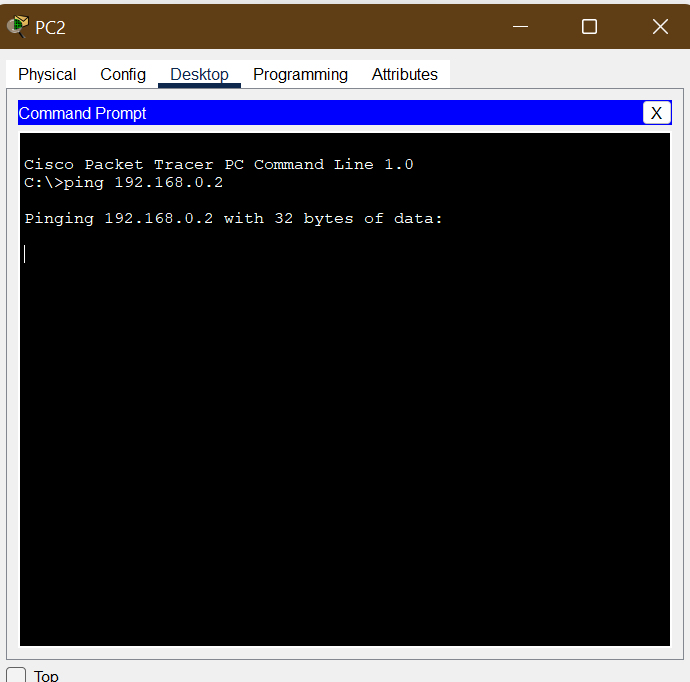 PC2
Physical Config Desktop Programming Attributes
Command Prompt
X
Cisco Packet Tracer PC Command Line 1.0
C:\>ping 192.168.0.2
Pinging 192.168.0.2 with 32 bytes of data:
Top